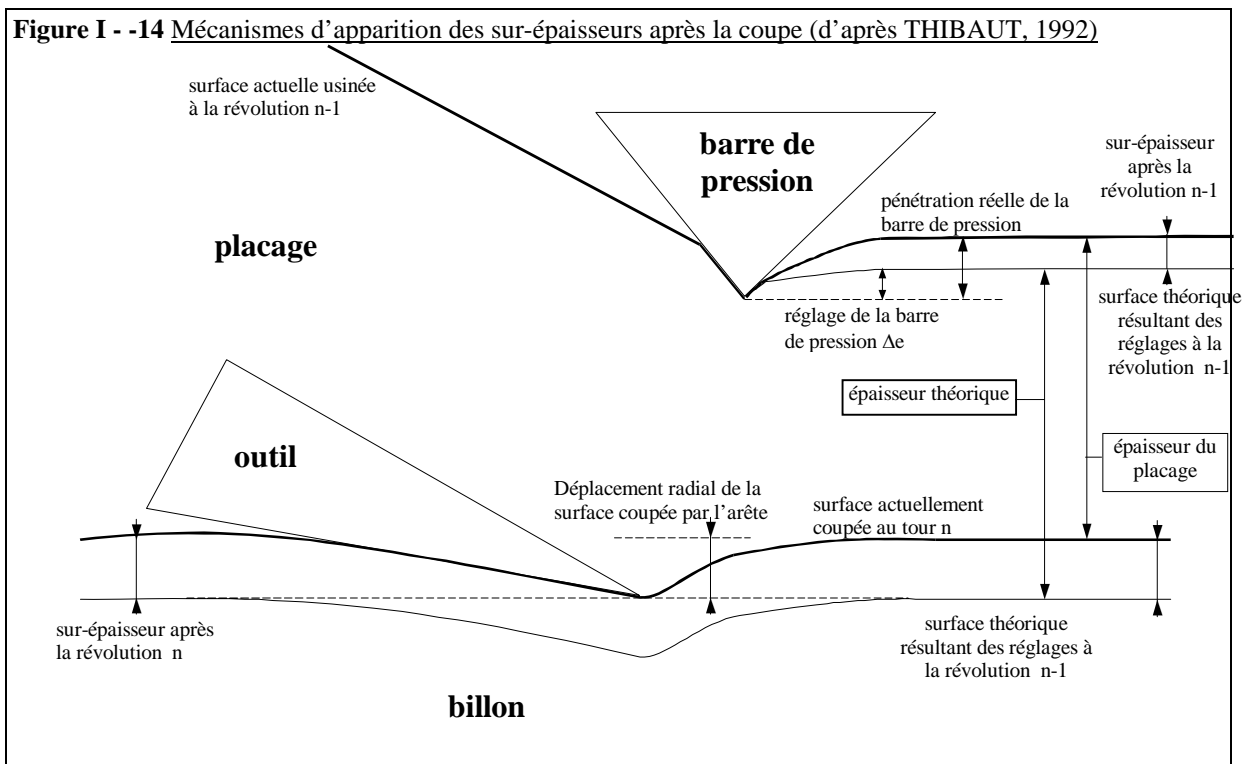 Figure I - -14 Mécanismes d'apparition des sur-épaisseurs après la coupe (d'après THIBAUT, 1992)
surface actuelle usinée
à la révolution n-1
barre de
pression
sur-épaisseur
après la
révolution n-1
pénétration réelle de la
barre de pression
placage
réglage de la barre
de pression Δe
surface théorique
résultant des
réglages à la
révolution n-1
épaisseur théorique
épaisseur du
placage
outil
Déplacement radial de la
surface coupée par l'arête
surface actuellement
coupée au tour n
sur-épaisseur après
la révolution n
surface théorique
résultant des réglages à
la révolution n-1
billon